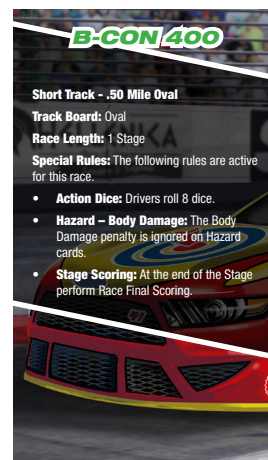 B-CON 400
Short Track - .50 Mile Oval
Track Board: Oval
Race Length: 1 Stage
Special Rules: The following rules are active
for this race.
• Action Dice: Drivers roll 8 dice.
• Hazard – Body Damage: The Body
Damage penalty is ignored on Hazard
cards.
• Stage Scoring: At the end of the Stage
perform Race Final Scoring.